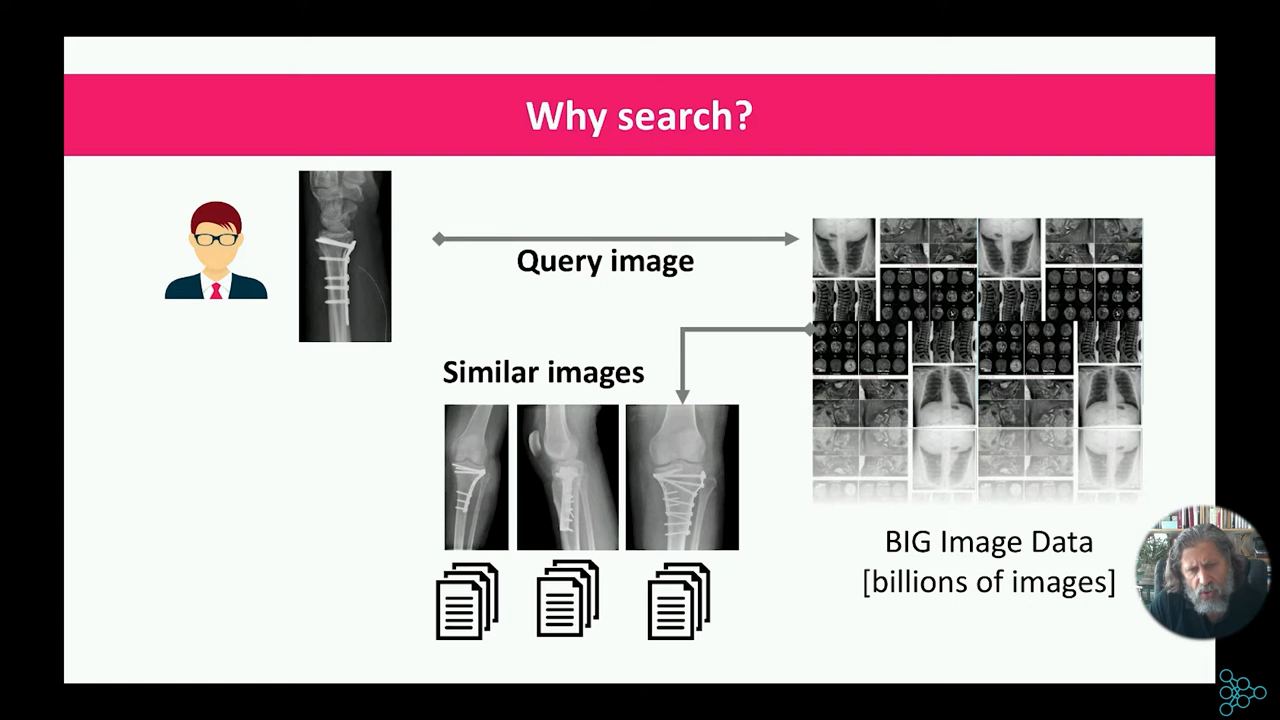 Why search?
Query image
Similar images
BIG Image Data
[billions of images]